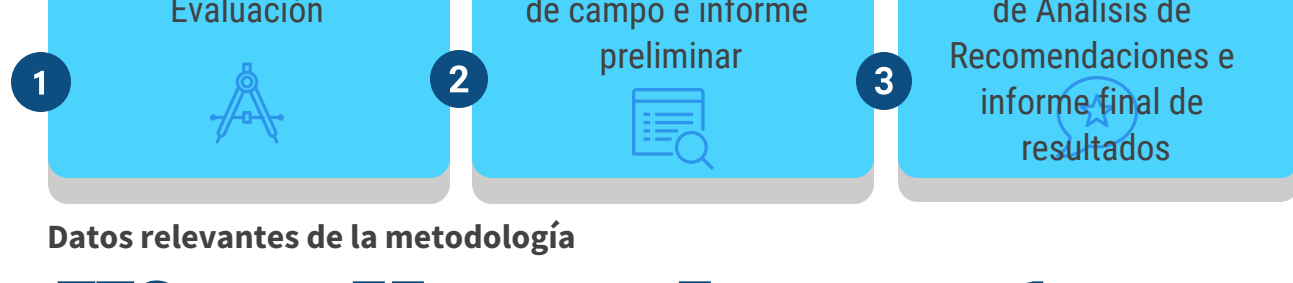 1
Evaluación
2
de campo e informe
preliminar
3
de Análisis de
Recomendaciones e
informe final de
resultados
Datos relevantes de la metodología